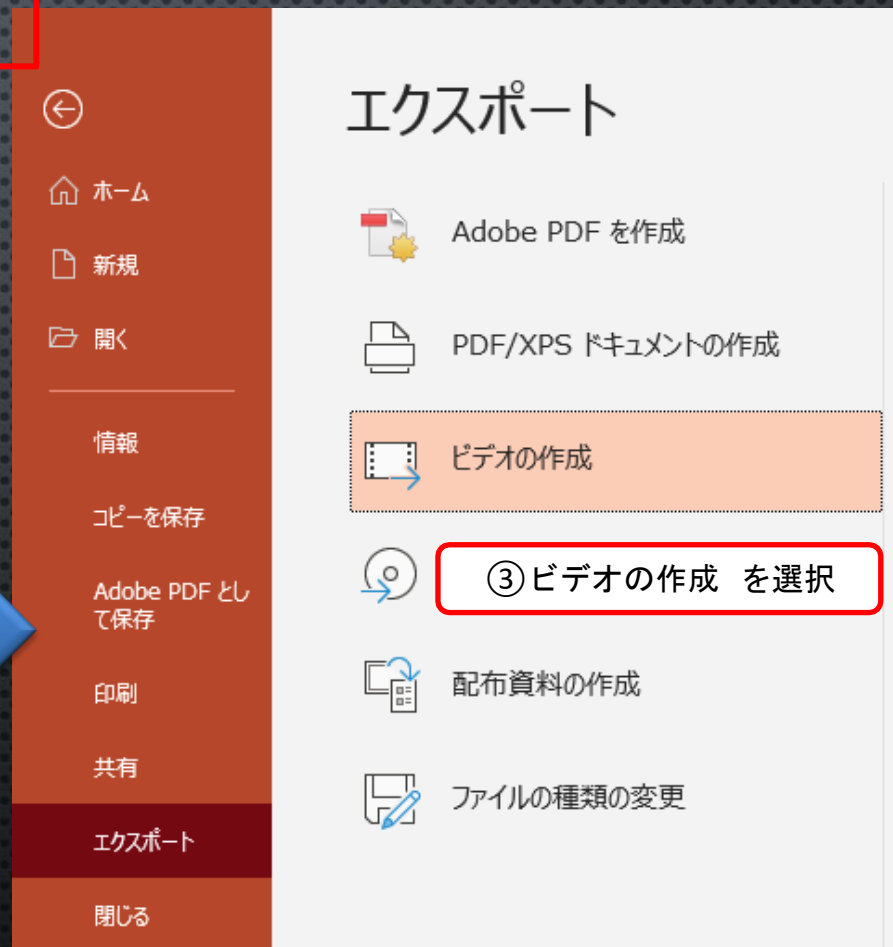 エクスポート
ホーム
新規
開く
情報
コピーを保存
Adobe PDF とし
て保存
印刷
共有
エクスポート
閉じる
Adobe PDF を作成
PDF/XPS ドキュメントの作成
ビデオの作成
③ビデオの作成 を選択
配布資料の作成
ファイルの種類の変更